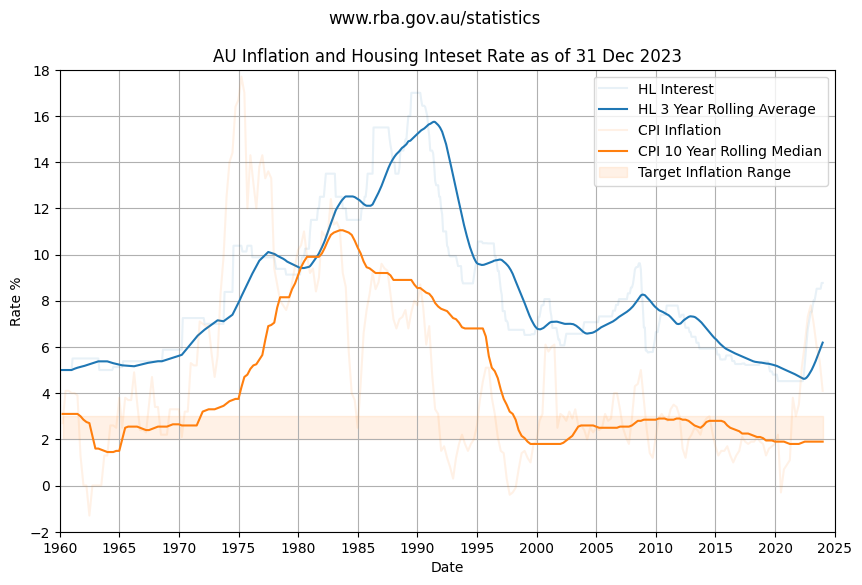 www.rba.gov.au/statistics
AU Inflation and Housing Inteset Rate as of 31 Dec 2023
18
16
14
12
10
8
6
4
2
0
−2
Rate %
HL Interest
HL 3 Year Rolling Average
CPI Inflation
CPI 10 Year Rolling Median
Target Inflation Range
1960 1965 1970 1975 1980 1985 1990 1995 2000 2005 2010 2015 2020 2025
Date